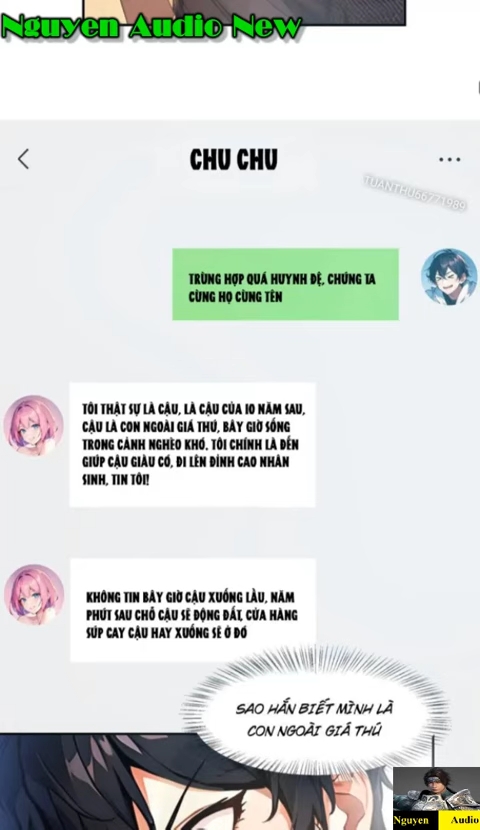 Nguyen Audio New
CHU CHU
TUANTHU66771989
TRÙNG HỢP QUÁ HUYNH ĐỆ, CHÚNG TA
CÙNG HỌ CÙNG TÊN
TÔI THẬT SỰ LÀ CẬU, LÀ CẬU CỦA 10 NĂM SAU,
CẬU LÀ CON NGOÀI GIÁ THÚ, BÂY GIỜ SỐNG
TRONG CẢNH NGHÈO KHÓ. TÔI CHÍNH LÀ ĐẾN
GIÚP CẬU GIÀU CÓ, ĐI LÊN ĐỈNH CAO NHÂN
SINH, TIN TÔI!
KHÔNG TIN BÂY GIỜ CẬU XUỐNG LẦU, NĂM
PHÚT SAU CHỖ CẬU SẼ ĐỘNG ĐẤT, CỬA HÀNG
SÚP CAY CẬU HAY XUỐNG SẼ Ở ĐÓ
SAO HẮN BIẾT MÌNH LÀ
CON NGOÀI GIÁ THÚ
Nguyen Audio